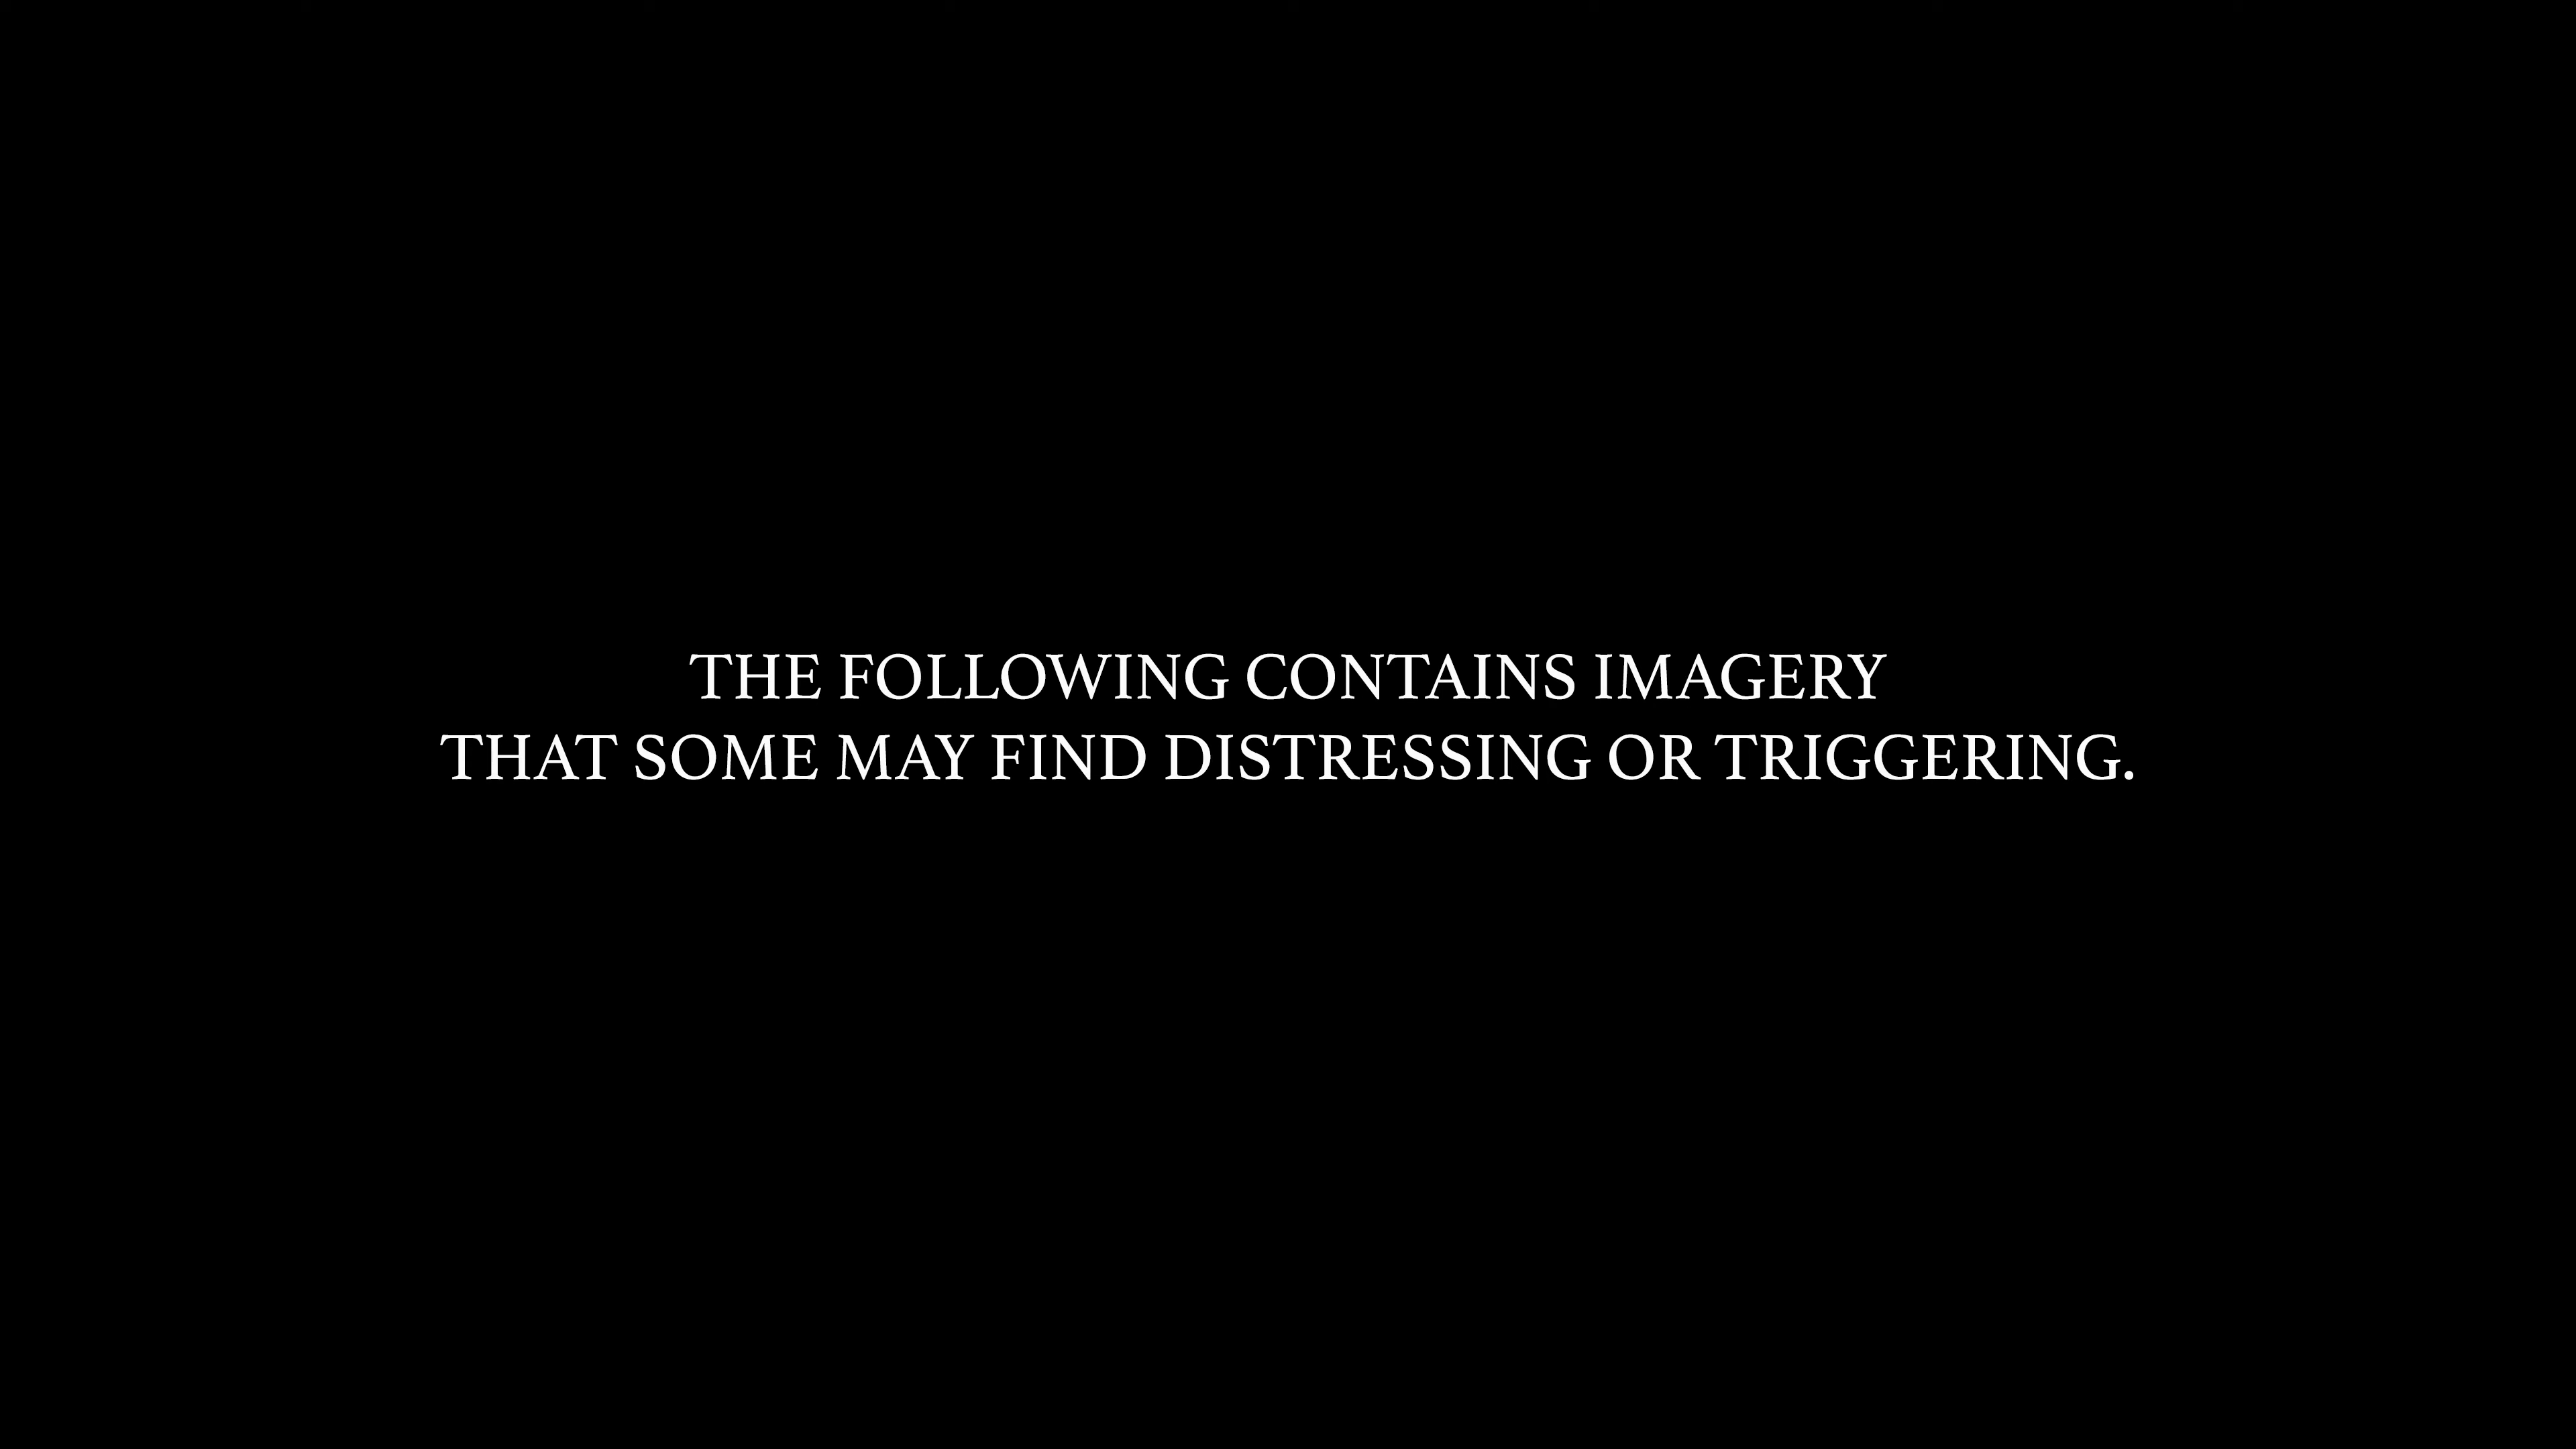 THE FOLLOWING CONTAINS IMAGERY
THAT SOME MAY FIND DISTRESSING OR TRIGGERING.